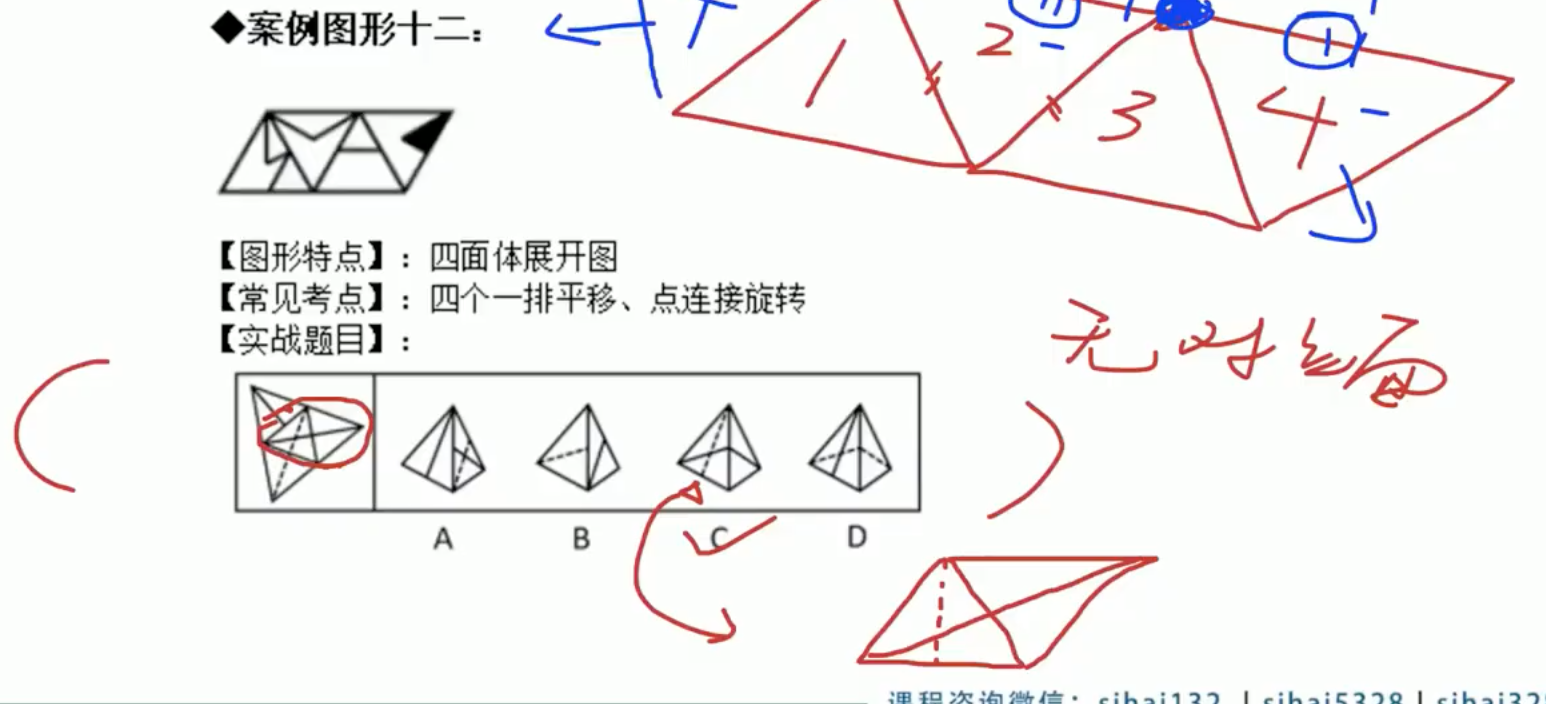 ◆案例图形十二：
1
2
3
4
1
【图形特点】：四面体展开图
【常见考点】：四个一排平移、点连接旋转
【实战题目】：
无对面
A B C D
课程咨询微信：sihai132 | sihai5328 | sihai32